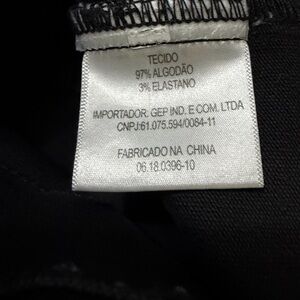 TECIDO
97% ALGODÃO
3% ELASTANO
IMPORTADOR. GEP IND. E COM. LTDA
CNPJ:61.075.594/0084-11
FABRICADO NA CHINA
06.18.0396-10